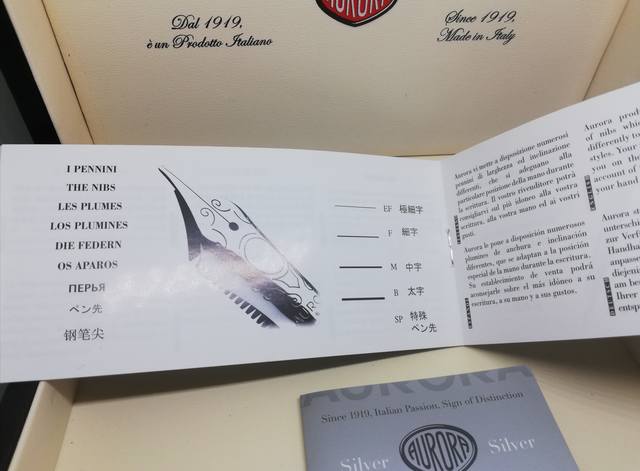 Dal 1919,
è un Prodotto Italiano
AURORA
Since 1919,
Made in Italy
I PENNINI
THE NIBS
LES PLUMES
LOS PLUMINES
DIE FEDERN
OS APAROS
ПЕРЬЯ
ペン先
钢笔尖
EF 極細字
F 細字
M 中字
B 太字
SP 特殊
ペン先
Aurora vi mette a disposizione numerosi
pennini di larghezza ed inclinazione
differenti, che si adeguano alla
particolare posizione della mano durante
la scrittura. Il vostro rivenditore potrà
consigliarvi sul più idoneo alla vostra
scrittura, alla vostra mano ed ai vostri
gusti.
Aurora le pone a disposición numerosos
plumines de anchura e inclinación
diferentes, que se adaptan a la posición
especial de la mano durante la escritura.
Su establecimiento de venta podrá
aconsejarle sobre el más idóneo a su
escritura, a su mano y a sus gustos.
Aurora prod
of nibs whic
differently to
styles. Your
you on the
account of
your hand
Aurora st
unterschi
zur Verf
Handha
anpasse
diejen
am bes
Ihrer
entsp
AURORA
Since 1919, Italian Passion, Sign of Distinction
Silver
AURORA
Silver